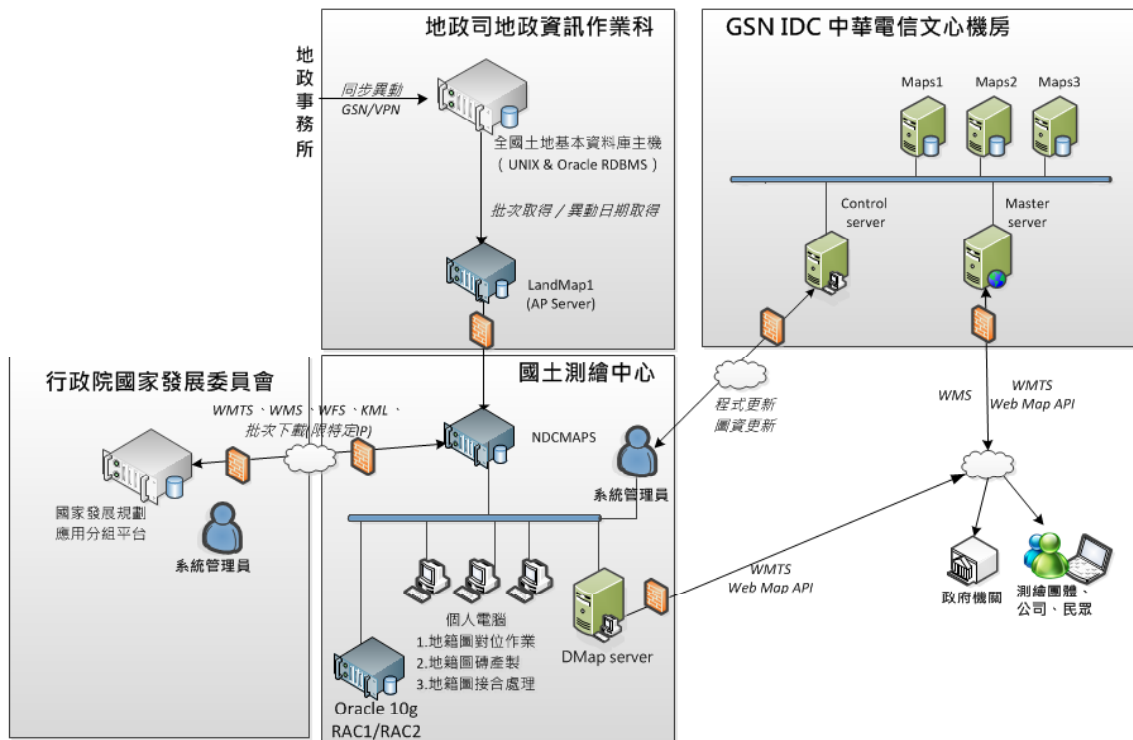 地政司地政資訊作業科
地政事務所
同步異動
GSN/VPN
全國土地基本資料庫主機
（UNIX & Oracle RDBMS）
批次取得 / 異動日期取得
LandMap1
(AP Server)
GSN IDC 中華電信文心機房
Maps1
Maps2
Maps3
Control
server
Master
server
行政院國家發展委員會
WMTS、WMS、WFS、KML、
批次下載(限特定IP)
國家發展規劃
應用分組平台
系統管理員
國土測繪中心
NDCMAPS
系統管理員
程式更新
圖資更新
個人電腦
1.地籍圖對位作業
2.地籍圖磚產製
3.地籍圖接合處理
Oracle 10g
RAC1/RAC2
DMap server
WMTS
Web Map API
WMS
WMTS
Web Map API
政府機關
測繪團體、
公司、民眾